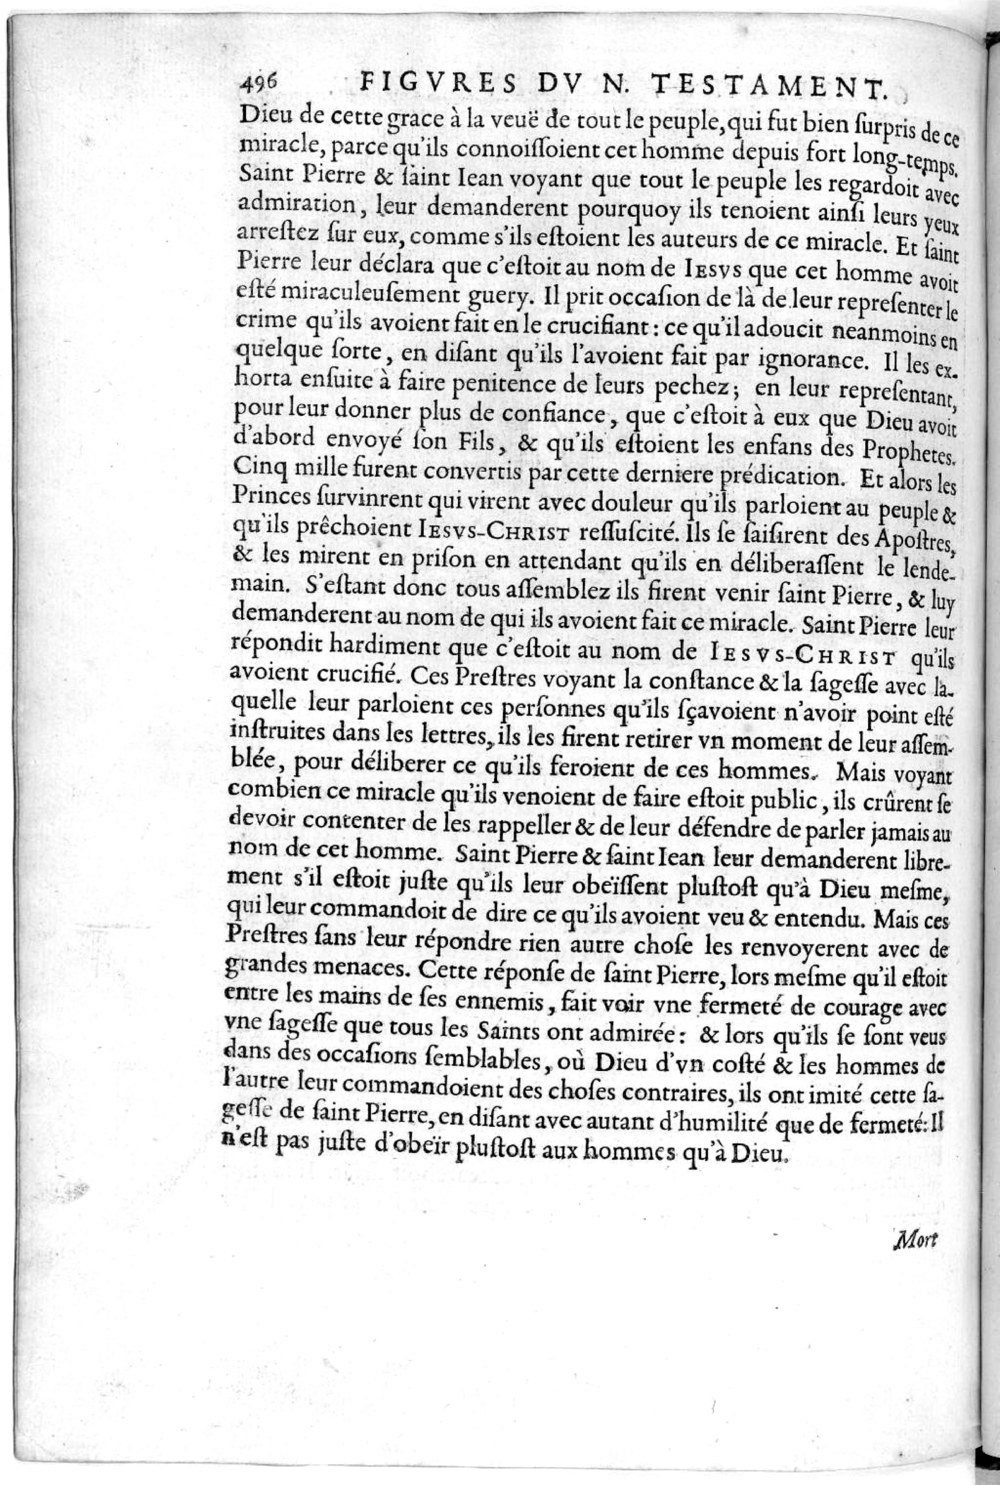 496 FIGVRES DV N. TESTAMENT.
Dieu de cette grace à la veuë de tout le peuple, qui fut bien ſurpris de ce
miracle, parce qu'ils connoiſſoient cet homme depuis fort long-temps.
Saint Pierre & ſaint Iean voyant que tout le peuple les regardoit avec
admiration, leur demanderent pourquoy ils tenoient ainſi leurs yeux
arreſtez ſur eux, comme s'ils eſtoient les auteurs de ce miracle. Et ſaint
Pierre leur déclara que c'eſtoit au nom de IESVS que cet homme avoit
eſté miraculeuſement guery. Il prit occaſion de là de leur repreſenter le
crime qu'ils avoient fait en le crucifiant : ce qu'il adoucit neanmoins en
quelque ſorte, en diſant qu'ils l'avoient fait par ignorance. Il les ex-
horta enſuite à faire penitence de leurs pechez ; en leur repreſentant,
pour leur donner plus de confiance, que c'eſtoit à eux que Dieu avoit
d'abord envoyé ſon Fils, & qu'ils eſtoient les enfans des Prophetes.
Cinq mille furent convertis par cette derniere prédication. Et alors les
Princes ſurvinrent qui virent avec douleur qu'ils parloient au peuple &
qu'ils prêchoient IESVS-CHRIST reſſuſcité. Ils ſe ſaiſirent des Apoſtres,
& les mirent en priſon en attendant qu'ils en déliberaſſent le lende-
main. S'eſtant donc tous aſſemblez ils firent venir ſaint Pierre, & luy
demanderent au nom de qui ils avoient fait ce miracle. Saint Pierre leur
répondit hardiment que c'eſtoit au nom de IESVS-CHRIST qu'ils
avoient crucifié. Ces Preſtres voyant la conſtance & la ſageſſe avec la-
quelle leur parloient ces perſonnes qu'ils ſçavoient n'avoir point eſté
inſtruites dans les lettres, ils les firent retirer vn moment de leur aſſem-
blée, pour déliberer ce qu'ils feroient de ces hommes. Mais voyant
combien ce miracle qu'ils venoient de faire eſtoit public, ils crûrent ſe
devoir contenter de les rappeller & de leur défendre de parler jamais au
nom de cet homme. Saint Pierre & ſaint Iean leur demanderent libre-
ment s'il eſtoit juſte qu'ils leur obeïſſent pluſtoſt qu'à Dieu meſme,
qui leur commandoit de dire ce qu'ils avoient veu & entendu. Mais ces
Preſtres ſans leur répondre rien autre choſe les renvoyerent avec de
grandes menaces. Cette réponſe de ſaint Pierre, lors meſme qu'il eſtoit
entre les mains de ſes ennemis, fait voir vne fermeté de courage avec
vne ſageſſe que tous les Saints ont admirée : & lors qu'ils ſe ſont veus
dans des occaſions ſemblables, où Dieu d'vn coſté & les hommes de
l'autre leur commandoient des choſes contraires, ils ont imité cette ſa-
geſſe de ſaint Pierre, en diſant avec autant d'humilité que de fermeté: Il
n'eſt pas juſte d'obeïr pluſtoſt aux hommes qu'à Dieu.
Mort